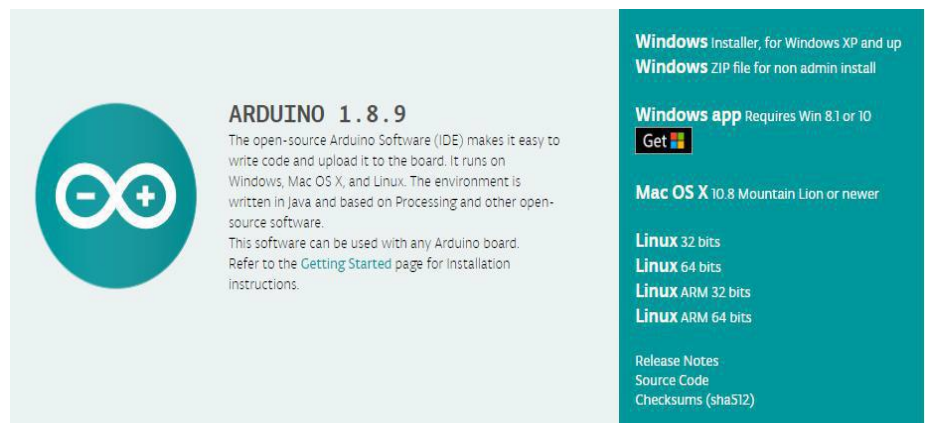 ARDUINO 1.8.9
The open-source Arduino Software (IDE) makes it easy to
write code and upload it to the board. It runs on
Windows, Mac OS X, and Linux. The environment is
written in Java and based on Processing and other open-
source software.
This software can be used with any Arduino board.
Refer to the Getting Started page for Installation
instructions.
Windows Installer, for Windows XP and up
Windows ZIP file for non admin install
Windows app Requires Win 8.1 or 10
Get
Mac OS X 10.8 Mountain Lion or newer
Linux 32 bits
Linux 64 bits
Linux ARM 32 bits
Linux ARM 64 bits
Release Notes
Source Code
Checksums (sha512)